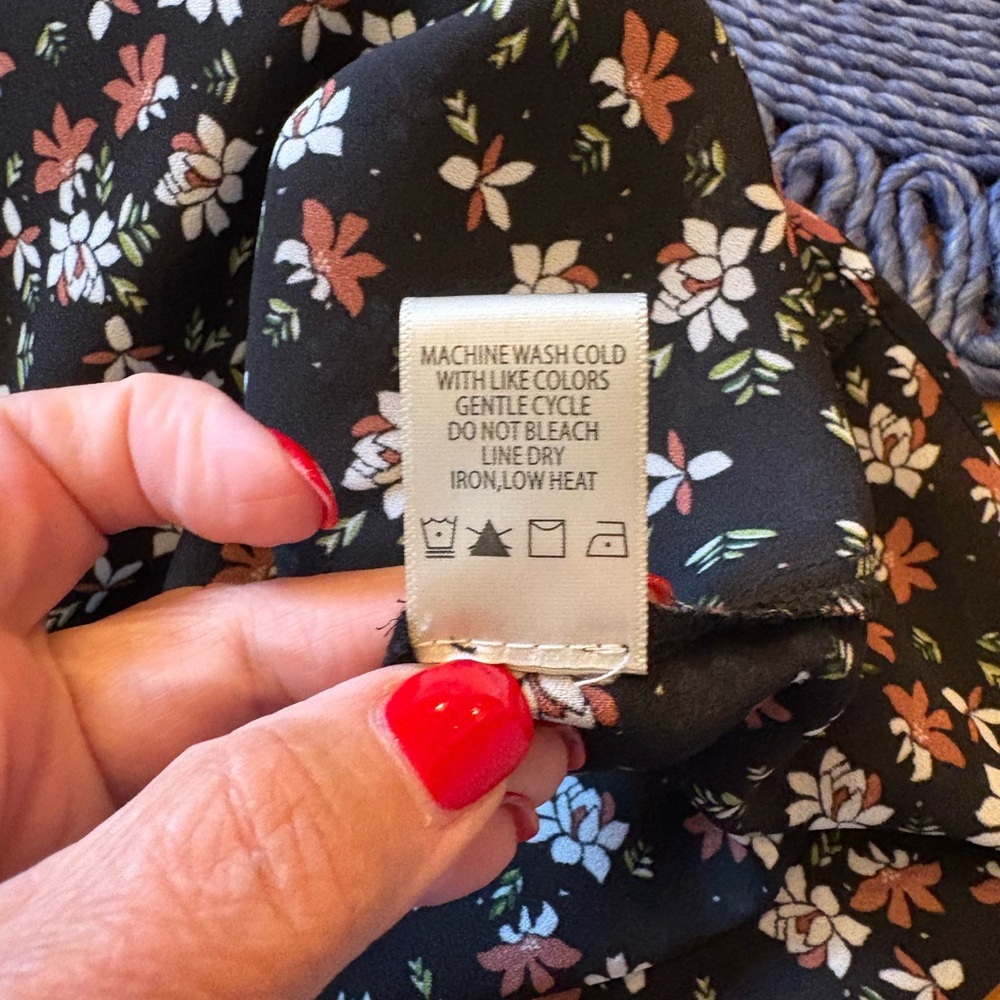 MACHINE WASH COLD
WITH LIKE COLORS
GENTLE CYCLE
DO NOT BLEACH
LINE DRY
IRON,LOW HEAT